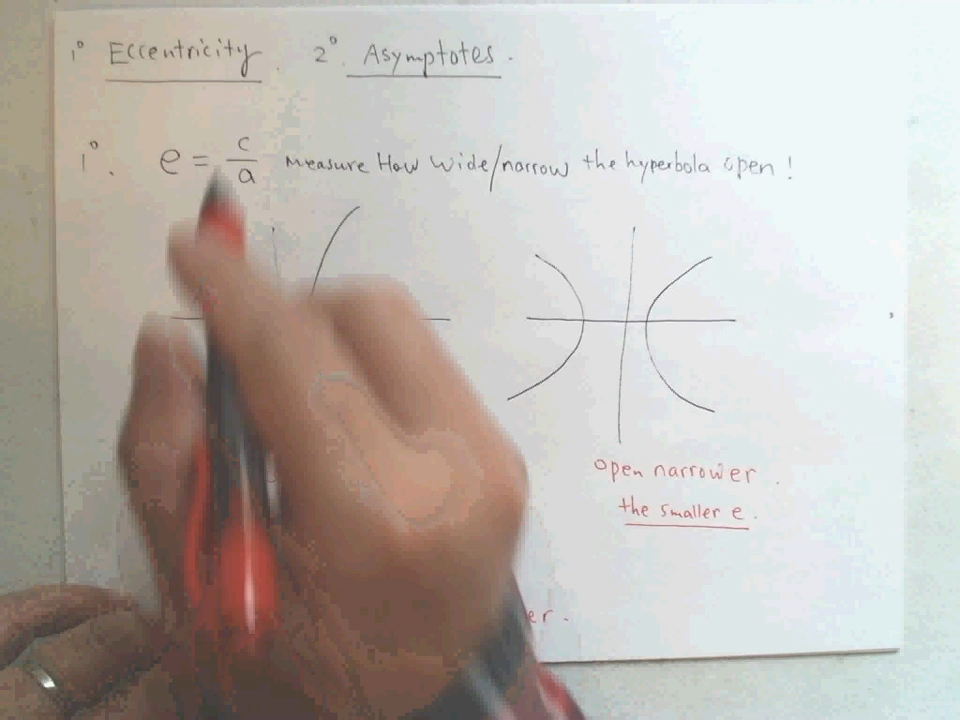 1° Eccentricity. 2°. Asymptotes.
1°. e = c/a Measure How wide/narrow the hyperbola open!
open narrower.
the smaller e.
er.